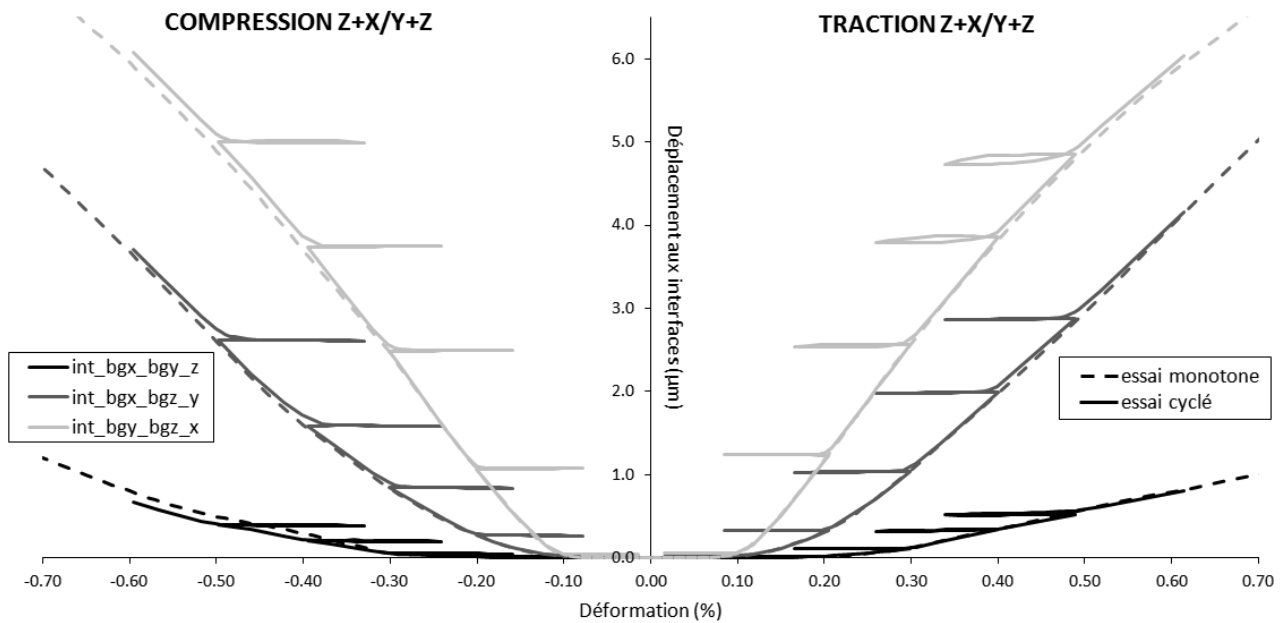 COMPRESSION Z+X/Y+Z
TRACTION Z+X/Y+Z
6.0
5.0
4.0
3.0
2.0
1.0
0.0
Déplacement aux interfaces (µm)
int_bgx_bgy_z
int_bgx_bgz_y
int_bgy_bgz_x
essai monotone
essai cyclé
-0.70 -0.60 -0.50 -0.40 -0.30 -0.20 -0.10 0.00 0.10 0.20 0.30 0.40 0.50 0.60 0.70
Déformation (%)